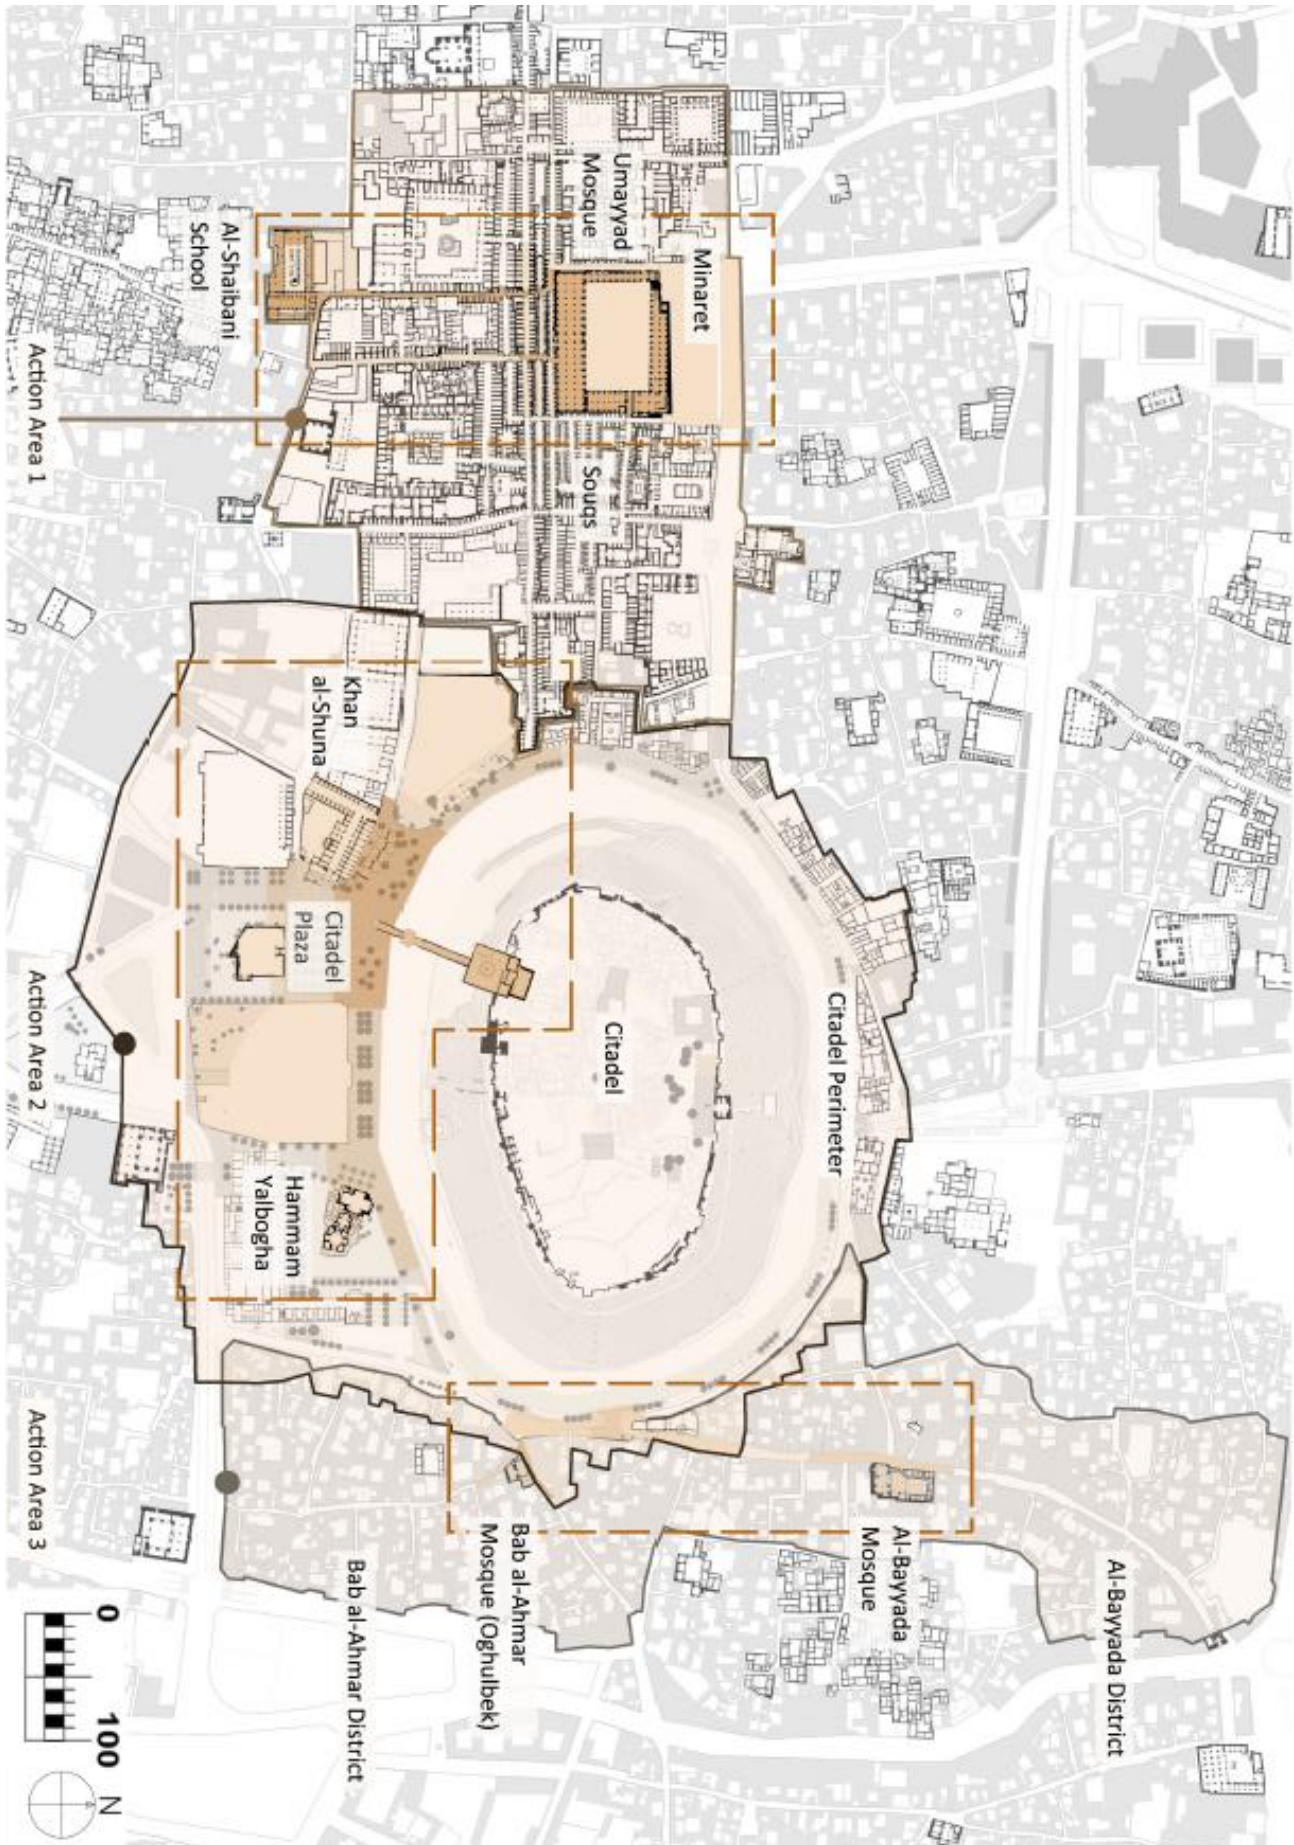 Al-Bayyada District
Al-Bayyada
Mosque
Citadel Perimeter
Minaret
Umayyad
Mosque
Citadel
Souqs
Bab al-Ahmar
Mosque (Oghulbek)
Khan
al-Shuna
Citadel
Plaza
Bab al-Ahmar District
Hammam
Yalbogha
Al-Shaibani
School
Action Area 1
Action Area 2
Action Area 3
0 100
N